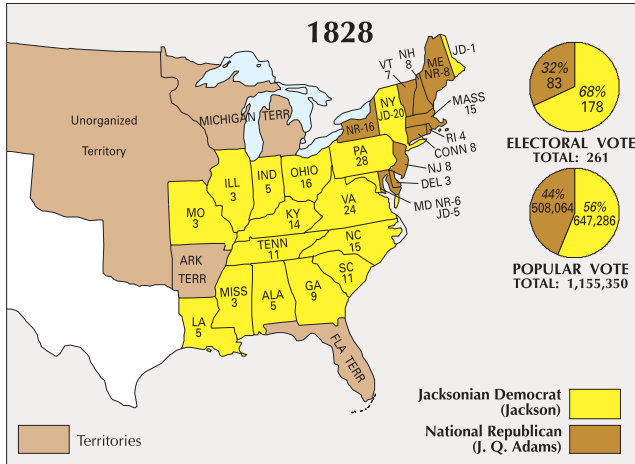 1828
NH
8
VT
7
ME
NR-8
JD-1
MASS
15
NY
JD-20
NR-16
RI 4
CONN 8
NJ 8
DEL 3
MD NR-6
JD-5
MICHIGAN TERR
Unorganized
Territory
PA
28
ILL
3
IND
5
OHIO
16
MO
3
KY
14
VA
24
TENN
11
NC
15
ARK
TERR
SC
11
MISS
3
ALA
5
GA
9
LA
5
FLA TERR
32%
83
68%
178
ELECTORAL VOTE
TOTAL: 261
44%
508,064
56%
647,286
POPULAR VOTE
TOTAL: 1,155,350
Jacksonian Democrat
(Jackson)
National Republican
(J. Q. Adams)
Territories